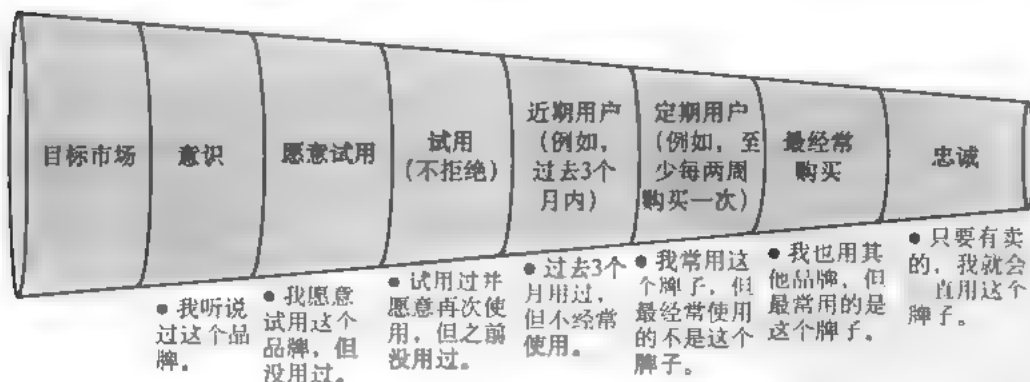 目标市场
意识
愿意试用
试用
(不拒绝)
近期用户
(例如,
过去3个
月内)
定期用户
(例如, 至
少每两周
购买一次)
最经常
购买
忠诚
● 我听说
过这个品
牌。
● 我愿意
试用这个
品牌, 但
没用过。
● 试用过并
愿意再次使
用, 但之前
没用过。
● 过去3个
月用过,
但不经常
使用。
● 我常用这
个牌子, 但
最经常使用
的不是这个
牌子。
● 我也用其
他品牌, 但
最常用的是
这个牌子。
● 只要有卖
的, 我就会
一直用这个
牌子。